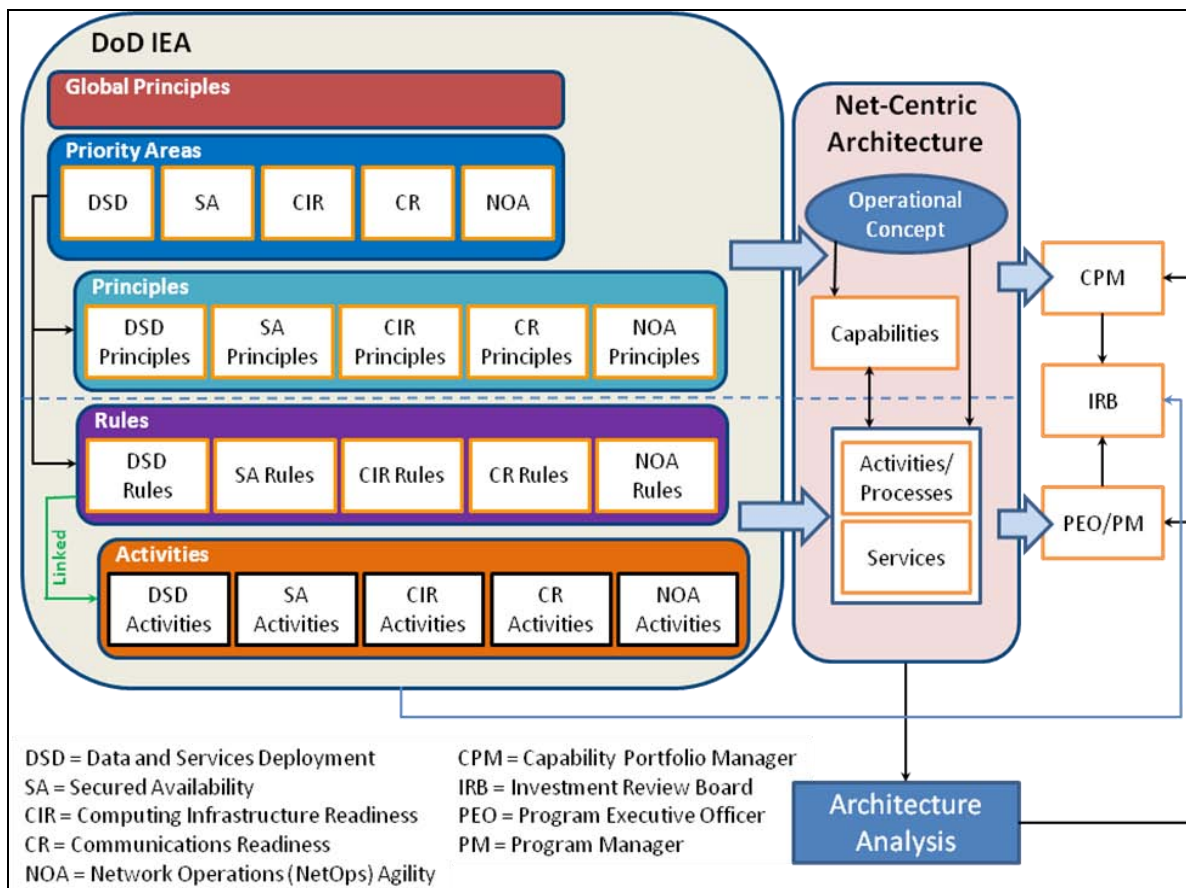 DoD IEA
Global Principles
Priority Areas
DSD
SA
CIR
CR
NOA
Principles
DSD
Principles
SA
Principles
CIR
Principles
CR
Principles
NOA
Principles
Rules
DSD
Rules
SA Rules
CIR Rules
CR Rules
NOA
Rules
Linked
Activities
DSD
Activities
SA
Activities
CIR
Activities
CR
Activities
NOA
Activities
Net-Centric
Architecture
Operational
Concept
Capabilities
Activities/
Processes
Services
CPM
IRB
PEO/PM
Architecture
Analysis
DSD = Data and Services Deployment
SA = Secured Availability
CIR = Computing Infrastructure Readiness
CR = Communications Readiness
NOA = Network Operations (NetOps) Agility
CPM = Capability Portfolio Manager
IRB = Investment Review Board
PEO = Program Executive Officer
PM = Program Manager